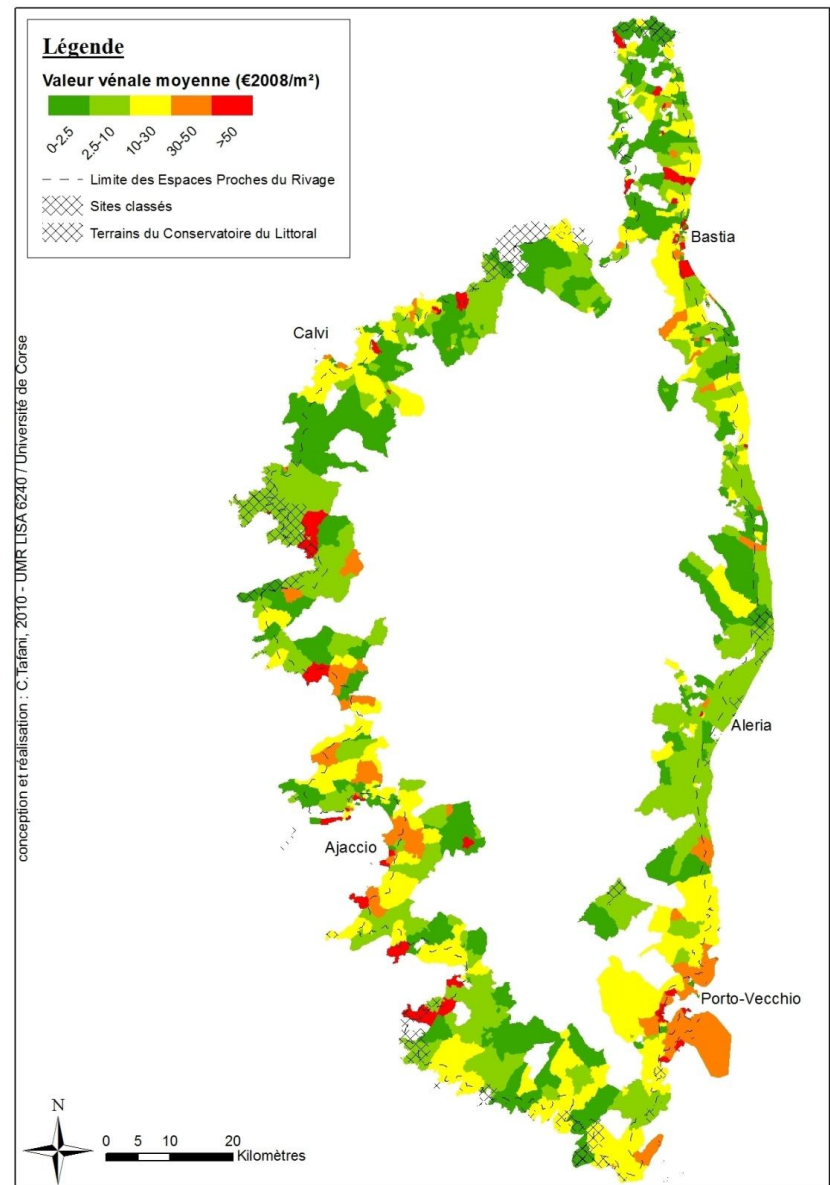 Légende
Valeur vénale moyenne (€2008/m²)
0-2.5
2.5-10
10-30
30-50
>50
Limite des Espaces Proches du Rivage
Sites classés
Terrains du Conservatoire du Littoral
Bastia
Calvi
Aleria
Ajaccio
Porto-Vecchio
conception et réalisation : C.Tafani, 2010 - UMR LISA 6240 / Université de Corse
N
0 5 10 20
Kilomètres